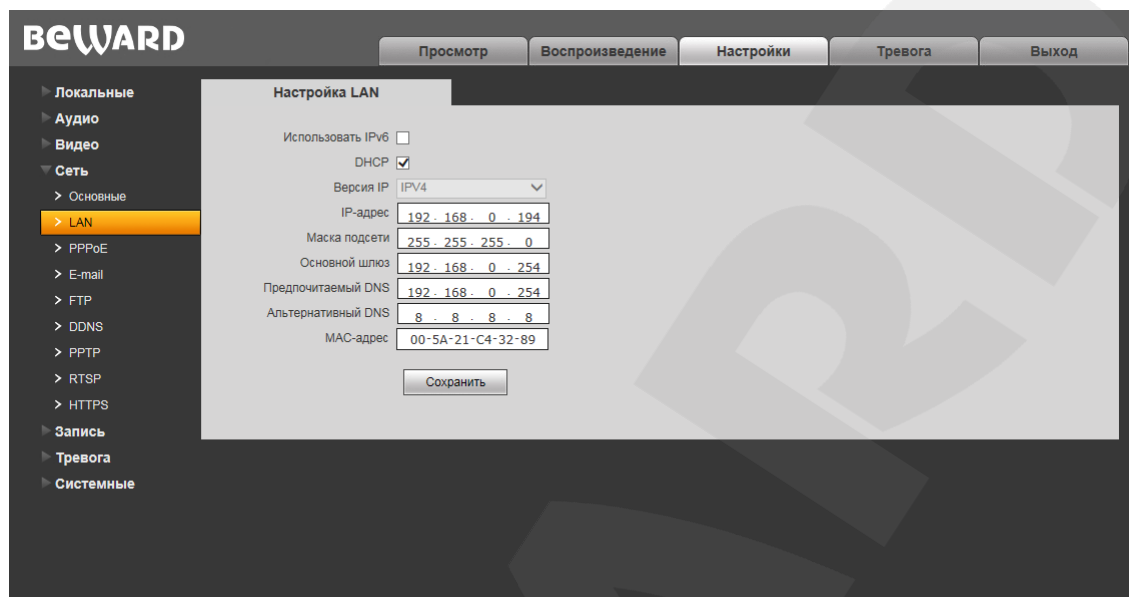 BEWARD
Просмотр Воспроизведение Настройки Тревога Выход
Локальные
Аудио
Видео
Сеть
Основные
LAN
PPPoE
E-mail
FTP
DDNS
PPTP
RTSP
HTTPS
Запись
Тревога
Системные
Настройка LAN
Использовать IPv6
DHCP
Версия IP IPV4
IP-адрес 192 . 168 . 0 . 194
Маска подсети 255 . 255 . 255 . 0
Основной шлюз 192 . 168 . 0 . 254
Предпочитаемый DNS 192 . 168 . 0 . 254
Альтернативный DNS 8 . 8 . 8 . 8
MAC-адрес 00-5A-21-C4-32-89
Сохранить